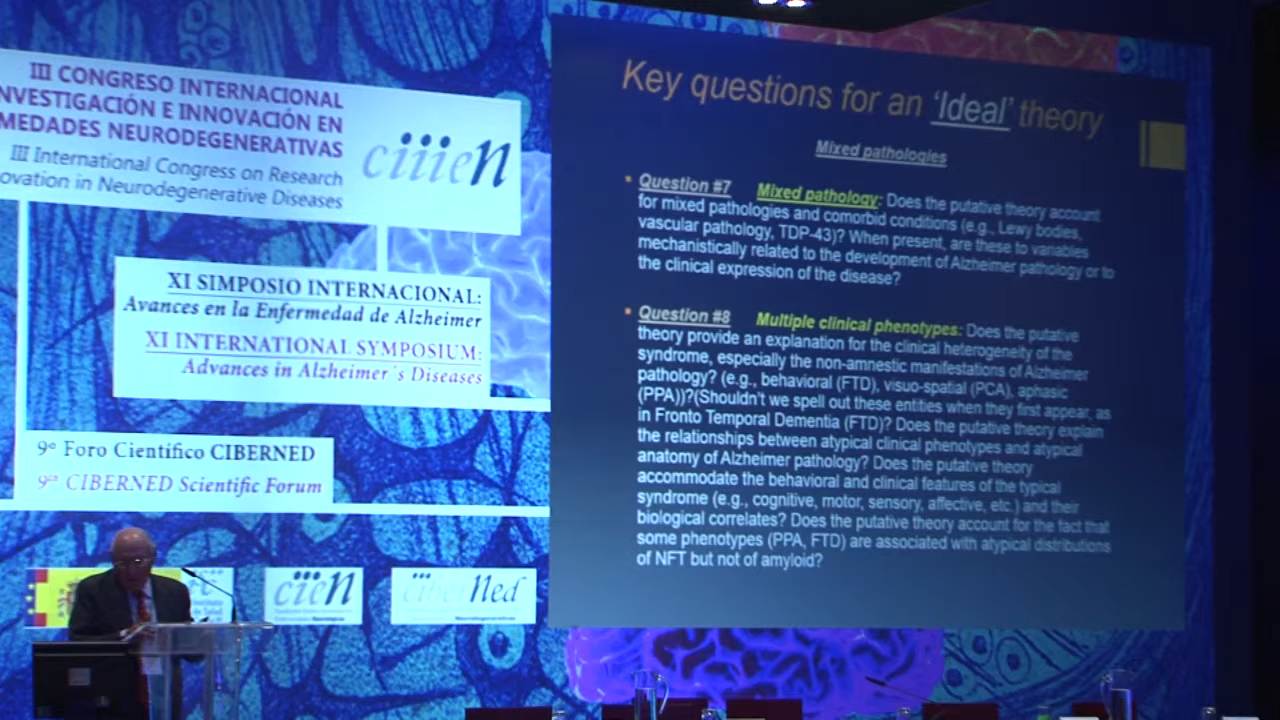 III CONGRESO INTERNACIONAL
NVESTIGACIÓN E INNOVACIÓN EN
MEDADES NEURODEGENERATIVAS
III International Congress on Research
ovation in Neurodegenerative Diseases
ciiien
XI SIMPOSIO INTERNACIONAL:
Avances en la Enfermedad de Alzheimer
XI INTERNATIONAL SYMPOSIUM:
Advances in Alzheimer´s Diseases
9º Foro Científico CIBERNED
9th CIBERNED Scientific Forum
ciien
ciberNed
Key questions for an ‘Ideal’ theory
Mixed pathologies
Question #7 Mixed pathology: Does the putative theory account
for mixed pathologies and comorbid conditions (e.g., Lewy bodies,
vascular pathology, TDP-43)? When present, are these to variables
mechanistically related to the development of Alzheimer pathology or to
the clinical expression of the disease?
Question #8 Multiple clinical phenotypes: Does the putative
theory provide an explanation for the clinical heterogeneity of the
syndrome, especially the non-amnestic manifestations of Alzheimer
pathology? (e.g., behavioral (FTD), visuo-spatial (PCA), aphasic
(PPA))?(Shouldn't we spell out these entities when they first appear, as
in Fronto Temporal Dementia (FTD)? Does the putative theory explain
the relationships between atypical clinical phenotypes and atypical
anatomy of Alzheimer pathology? Does the putative theory
accommodate the behavioral and clinical features of the typical
syndrome (e.g., cognitive, motor, sensory, affective, etc.) and their
biological correlates? Does the putative theory account for the fact that
some phenotypes (PPA, FTD) are associated with atypical distributions
of NFT but not of amyloid?